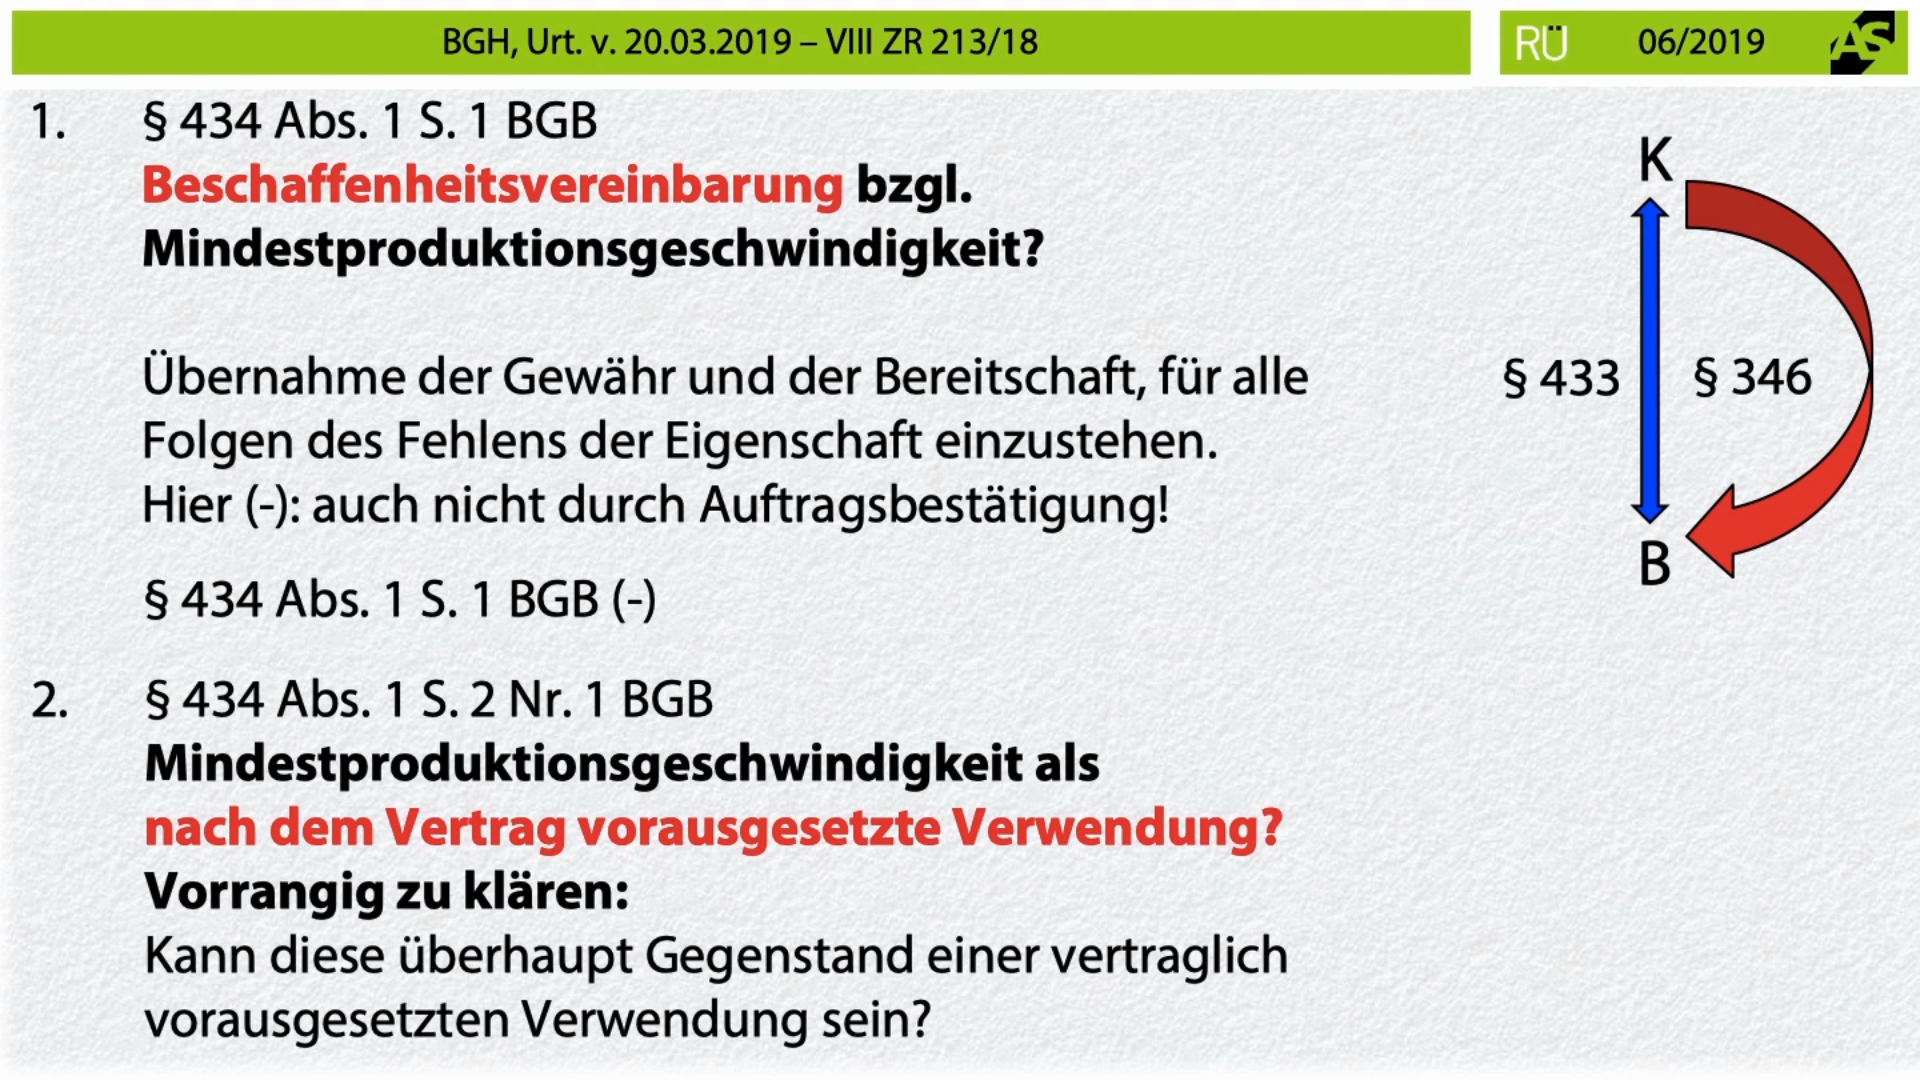 BGH, Urt. v. 20.03.2019 – VIII ZR 213/18
RÜ 06/2019 AS
1. § 434 Abs. 1 S. 1 BGB
Beschaffenheitsvereinbarung bzgl.
Mindestproduktionsgeschwindigkeit?
Übernahme der Gewähr und der Bereitschaft, für alle
Folgen des Fehlens der Eigenschaft einzustehen.
Hier (-): auch nicht durch Auftragsbestätigung!
§ 434 Abs. 1 S. 1 BGB (-)
2. § 434 Abs. 1 S. 2 Nr. 1 BGB
Mindestproduktionsgeschwindigkeit als
nach dem Vertrag vorausgesetzte Verwendung?
Vorrangig zu klären:
Kann diese überhaupt Gegenstand einer vertraglich
vorausgesetzten Verwendung sein?
K
§ 433 § 346
B